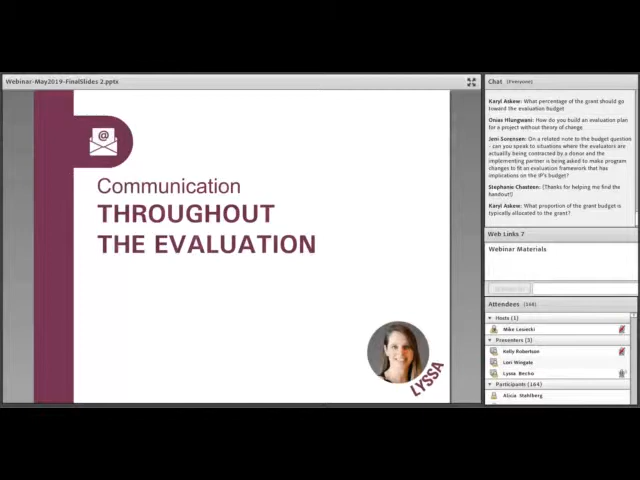 Webinar-May2019-FinalSlides 2.pptx
@
Communication
THROUGHOUT
THE EVALUATION
LYSSA
Chat (Everyone)
Karyl Askew: What percentage of the grant should go
toward the evaluation budget
Onias Hlungwani: How do you build an evaluation plan
for a project without theory of change
Jeni Sorensen: On a related note to the budget question
- can you speak to situations where the evaluators are
actuallly being contracted by a donor and the
implementing partner is being asked to make program
changes to fit an evaluation framework that has
implications on the IP's budget?
Stephanie Chasteen: (Thanks for helping me find the
handout!)
Karyl Askew: What proportion of the grant budget is
typically allocated to the grant?
Web Links 7
Webinar Materials
Attendees (168)
Hosts (1)
Mike Lesiecki
Presenters (3)
Kelly Robertson
Lori Wingate
Lyssa Becho
Participants (164)
Alicia Stahlberg